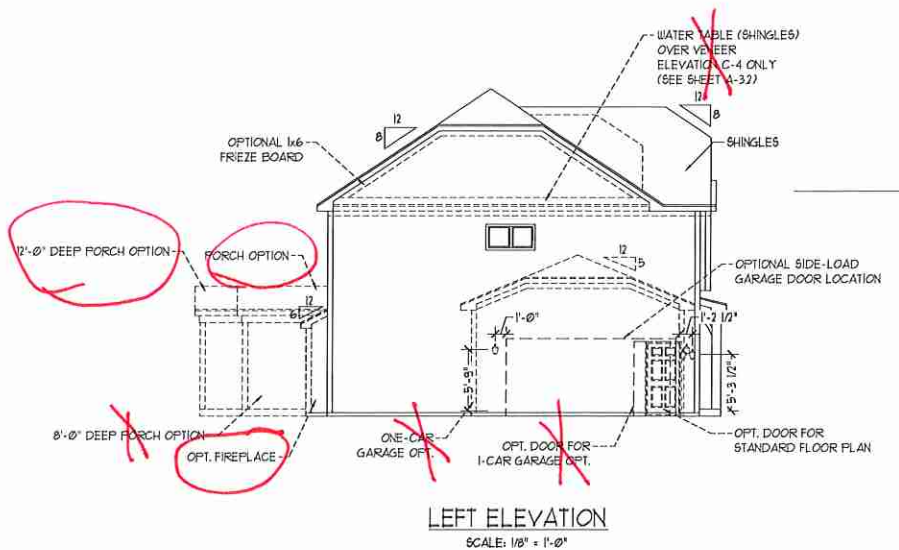 WATER TABLE (SHINGLES)
OVER VENEER
ELEVATION C-4 ONLY
(SEE SHEET A-3.2)
12
8
12
8
OPTIONAL 1x6
FRIEZE BOARD
SHINGLES
12'-0" DEEP PORCH OPTION
PORCH OPTION
12
5
OPTIONAL SIDE-LOAD
GARAGE DOOR LOCATION
12
6
1'-0"
1'-2 1/2"
5'-9"
5'-3 1/2"
8'-0" DEEP PORCH OPTION
OPT. FIREPLACE
ONE-CAR
GARAGE OPT.
OPT. DOOR FOR
1-CAR GARAGE OPT.
OPT. DOOR FOR
STANDARD FLOOR PLAN
LEFT ELEVATION
SCALE: 1/8" = 1'-0"